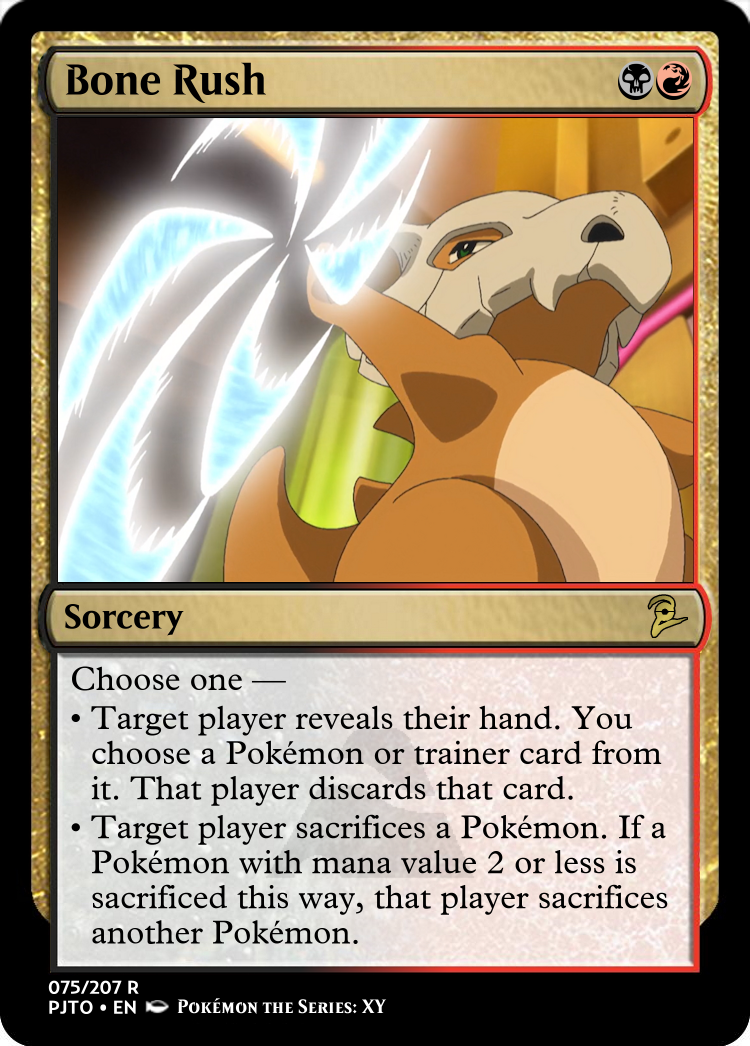 Bone Rush
Sorcery
Choose one —
• Target player reveals their hand. You
choose a Pokémon or trainer card from
it. That player discards that card.
• Target player sacrifices a Pokémon. If a
Pokémon with mana value 2 or less is
sacrificed this way, that player sacrifices
another Pokémon.
075/207 R
PJTO • EN Pokémon the Series: XY